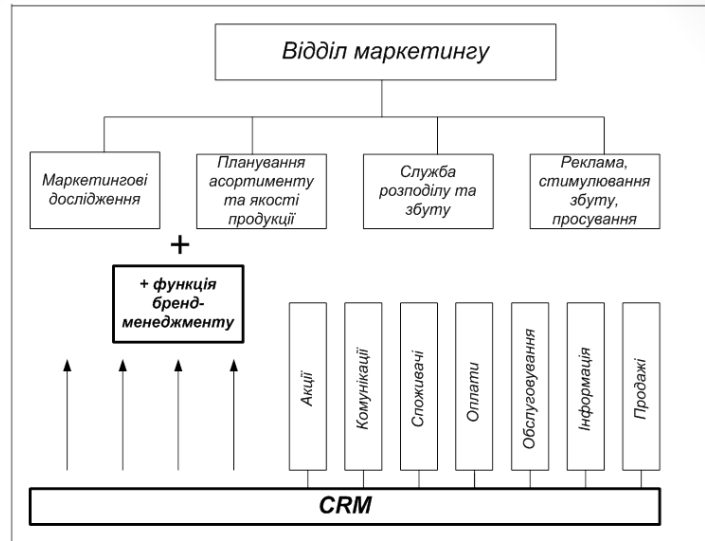 Відділ маркетингу
Маркетингові
дослідження
Планування
асортименту
та якості
продукції
Служба
розподілу та
збуту
Реклама,
стимулювання
збуту,
просування
+
+ функція
бренд-
менеджменту
Акції
Комунікації
Споживачі
Оплати
Обслуговування
Інформація
Продажі
CRM